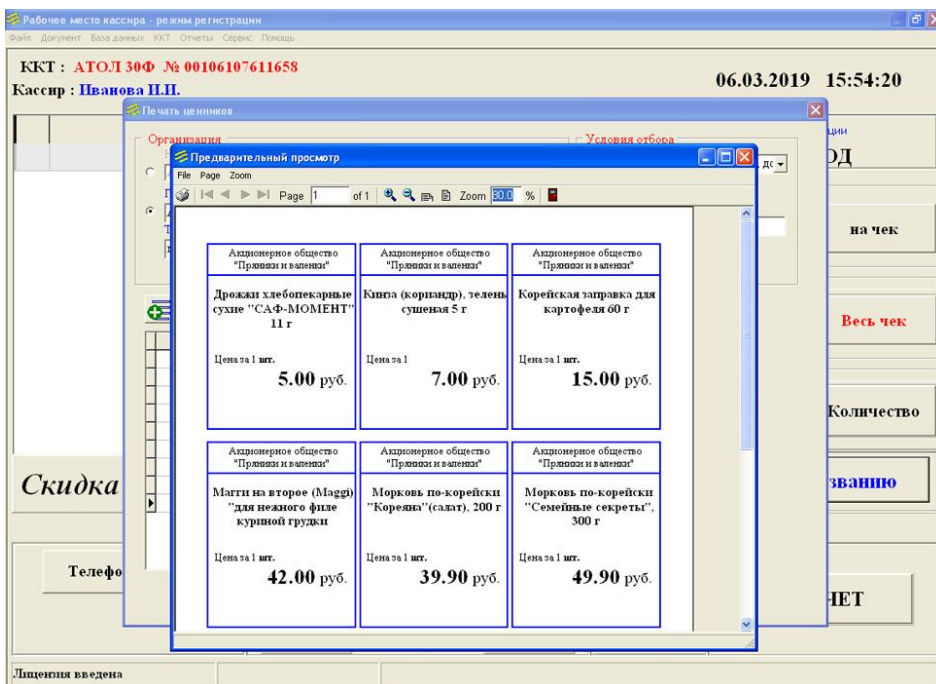 Рабочее место кассира - режим регистрации
Файл Документ База данных ККТ Отчеты Сервис Помощь
ККТ : АТОЛ 30Ф № 00106107611658
Кассир : Иванова И.И.
06.03.2019 15:54:20
Печать ценников
Организация
Условия отбора
Предварительный просмотр
File Page Zoom
Page 1 of 1 Zoom 80.0 %
на чек
Весь чек
Количество
Скидка
Телефо
Акционерное общество
"Пряники и валенки"
Дрожжи хлебопекарные
сухие "САФ-МОМЕНТ"
11 г
Цена за 1 шт.
5.00 руб.
Акционерное общество
"Пряники и валенки"
Кинза (кориандр), зелень
сушеная 5 г
Цена за 1
7.00 руб.
Акционерное общество
"Пряники и валенки"
Корейская заправка для
картофеля 60 г
Цена за 1 шт.
15.00 руб.
Акционерное общество
"Пряники и валенки"
Магги на второе (Maggi)
"для нежного филе
куриной грудки
Цена за 1 шт.
42.00 руб.
Акционерное общество
"Пряники и валенки"
Морковь по-корейски
"Кореяна"(салат), 200 г
Цена за 1 шт.
39.90 руб.
Акционерное общество
"Пряники и валенки"
Морковь по-корейски
"Семейные секреты",
300 г
Цена за 1 шт.
49.90 руб.
Лицензия введена